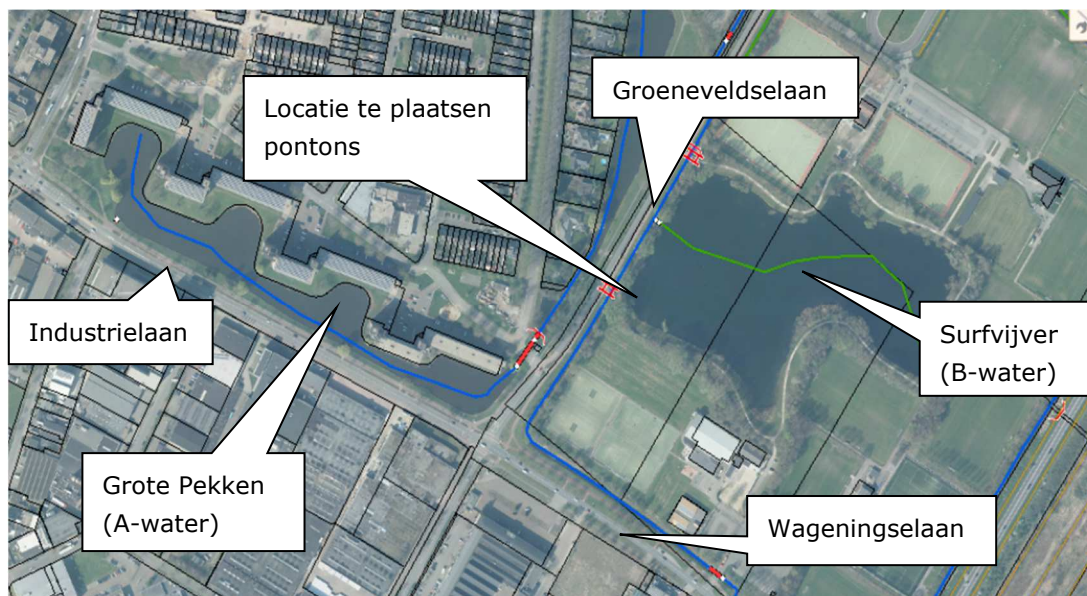 Locatie te plaatsen
pontons
Groeneveldselaan
Industrielaan
Surfvijver
(B-water)
Grote Pekken
(A-water)
Wageningselaan